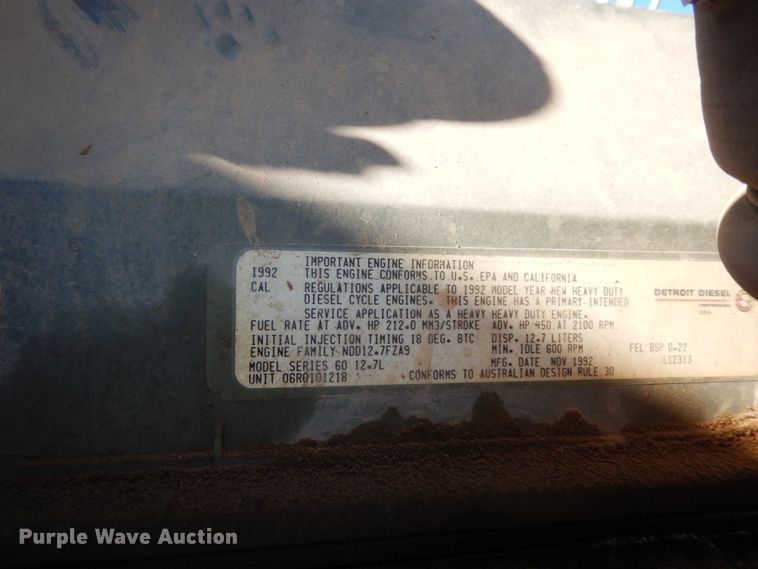 IMPORTANT ENGINE INFORMATION
1992 THIS ENGINE CONFORMS TO U.S. EPA AND CALIFORNIA
CAL REGULATIONS APPLICABLE TO 1992 MODEL YEAR NEW HEAVY DUTY
DIESEL CYCLE ENGINES. THIS ENGINE HAS A PRIMARY INTENDED
SERVICE APPLICATION AS A HEAVY HEAVY DUTY ENGINE.
FUEL RATE AT ADV. HP 212.0 MM3/STROKE ADV. HP 450 AT 2100 RPM
INITIAL INJECTION TIMING 18 DEG. BTC DISP. 12.7 LITERS
ENGINE FAMILY NDD12.7FZA9 MIN. IDLE 600 RPM FEL BSP 0.22
MODEL SERIES 60 12.7L MFG. DATE NOV 1992 L12313
UNIT 06R0101218 CONFORMS TO AUSTRALIAN DESIGN RULE 30
DETROIT DIESEL
CORPORATION
USA
Purple Wave Auction